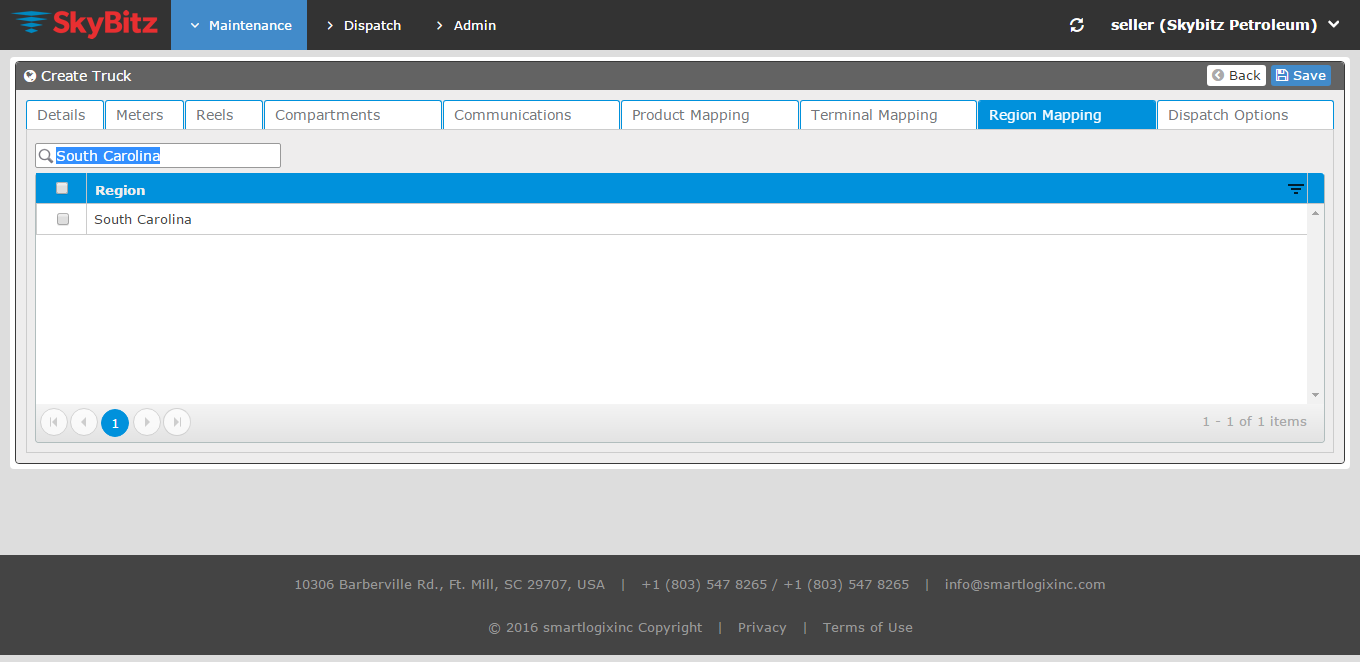 SkyBitz Maintenance Dispatch Admin seller (Skybitz Petroleum)
Create Truck Back Save
Details Meters Reels Compartments Communications Product Mapping Terminal Mapping Region Mapping Dispatch Options
South Carolina
Region
South Carolina
1 1 - 1 of 1 items
10306 Barberville Rd., Ft. Mill, SC 29707, USA | +1 (803) 547 8265 / +1 (803) 547 8265 | info@smartlogixinc.com
© 2016 smartlogixinc Copyright | Privacy | Terms of Use